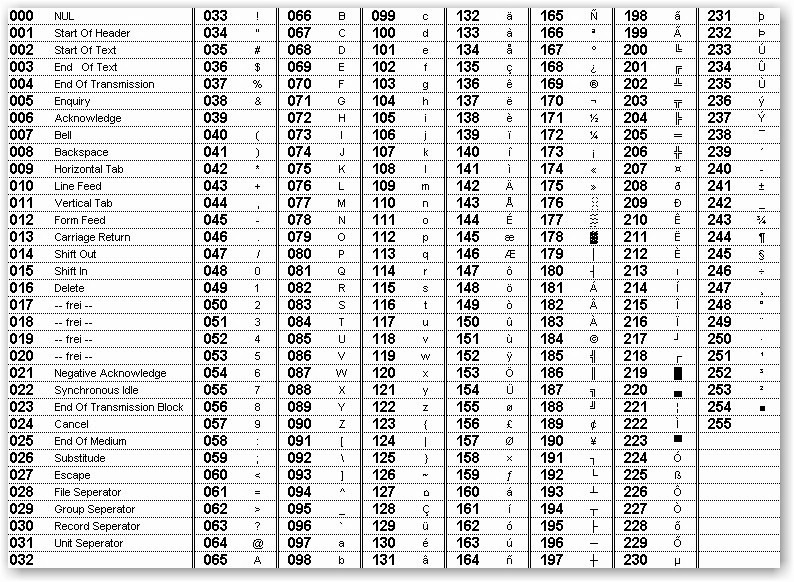 000 NUL
001 Start Of Header
002 Start Of Text
003 End Of Text
004 End Of Transmission
005 Enquiry
006 Acknowledge
007 Bell
008 Backspace
009 Horizontal Tab
010 Line Feed
011 Vertical Tab
012 Form Feed
013 Carriage Return
014 Shift Out
015 Shift In
016 Delete
017 -- frei --
018 -- frei --
019 -- frei --
020 -- frei --
021 Negative Acknowledge
022 Synchronous Idle
023 End Of Transmission Block
024 Cancel
025 End Of Medium
026 Substitude
027 Escape
028 File Seperator
029 Group Seperator
030 Record Seperator
031 Unit Seperator
032
033 !
034 "
035 #
036 $
037 %
038 &
039
040 (
041 )
042 *
043 +
044 ,
045 -
046 .
047 /
048 0
049 1
050 2
051 3
052 4
053 5
054 6
055 7
056 8
057 9
058 :
059 ;
060 <
061 =
062 >
063 ?
064 @
065 A
066 B
067 C
068 D
069 E
070 F
071 G
072 H
073 I
074 J
075 K
076 L
077 M
078 N
079 O
080 P
081 Q
082 R
083 S
084 T
085 U
086 V
087 W
088 X
089 Y
090 Z
091 [
092 \
093 ]
094 ^
095 _
096 `
097 a
098 b
099 c
100 d
101 e
102 f
103 g
104 h
105 i
106 j
107 k
108 l
109 m
110 n
111 o
112 p
113 q
114 r
115 s
116 t
117 u
118 v
119 w
120 x
121 y
122 z
123 {
124 |
125 }
126 ~
127 ⌂
128 Ç
129 ü
130 é
131 â
132 ä
133 à
134 å
135 ç
136 ê
137 ë
138 è
139 ï
140 î
141 ì
142 Ä
143 Å
144 É
145 æ
146 Æ
147 ô
148 ö
149 ò
150 û
151 ù
152 ÿ
153 Ö
154 Ü
155 ø
156 £
157 Ø
158 ×
159 ƒ
160 á
161 í
162 ó
163 ú
164 ñ
165 Ñ
166 ª
167 º
168 ¿
169 ®
170 ¬
171 ½
172 ¼
173 ¡
174 «
175 »
176 ░
177 ▒
178 ▓
179 │
180 ┤
181 Á
182 Â
183 À
184 ©
185 ╣
186 ║
187 ╗
188 ╝
189 ¢
190 ¥
191 ┐
192 └
193 ┴
194 ┬
195 ├
196 ─
197 ┼
198 ã
199 Ã
200 ╚
201 ╔
202 ╩
203 ╦
204 ╠
205 ═
206 ╬
207 ¤
208 ð
209 Ð
210 Ê
211 Ë
212 È
213 ı
214 Í
215 Î
216 Ï
217 ┘
218 ┌
219 █
220 ▄
221 ¦
222 Ì
223 ▀
224 Ó
225 ß
226 Ô
227 Ò
228 õ
229 Õ
230 µ
231 þ
232 Þ
233 Ú
234 Û
235 Ù
236 ý
237 Ý
238 ¯
239 ´
240 -
241 ±
242 _
243 ¾
244 ¶
245 §
246 ÷
247 ¸
248 °
249 ¨
250 ·
251 ¹
252 ³
253 ²
254 ■
255